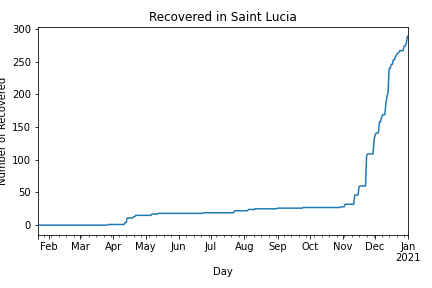 Recovered in Saint Lucia
Number of Recovered
300
250
200
150
100
50
0
Feb Mar Apr May Jun Jul Aug Sep Oct Nov Dec Jan
2021
Day